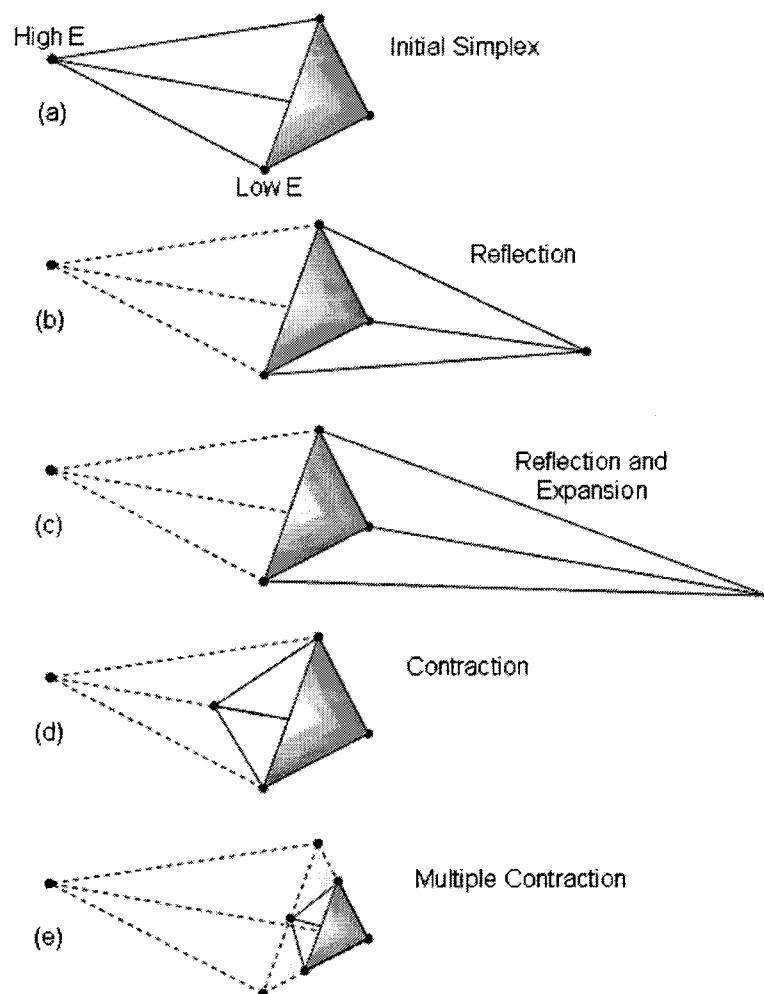 High E
Initial Simplex
(a)
Low E
Reflection
(b)
Reflection and
Expansion
(c)
Contraction
(d)
Multiple Contraction
(e)